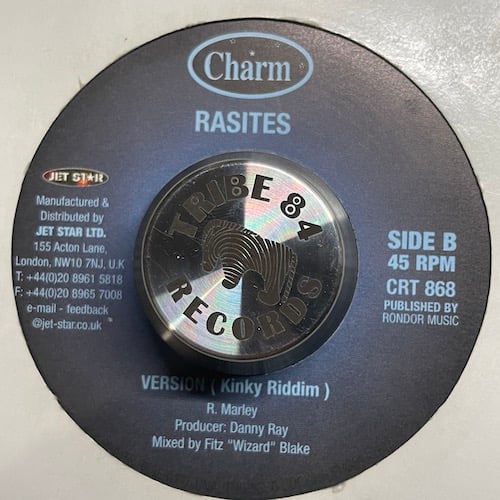 Charm
RASITES
JET STAR
Manufactured &
Distributed by
JET STAR LTD.
155 Acton Lane,
London, NW10 7NJ, U.K
T: +44(0)20 8961 5818
F: +44(0)20 8965 7008
e-mail - feedback
@jet-star.co.uk
TRIBE 84
RECORDS
SIDE B
45 RPM
CRT 868
PUBLISHED BY
RONDOR MUSIC
VERSION ( Kinky Riddim )
R. Marley
Producer: Danny Ray
Mixed by Fitz "Wizard" Blake